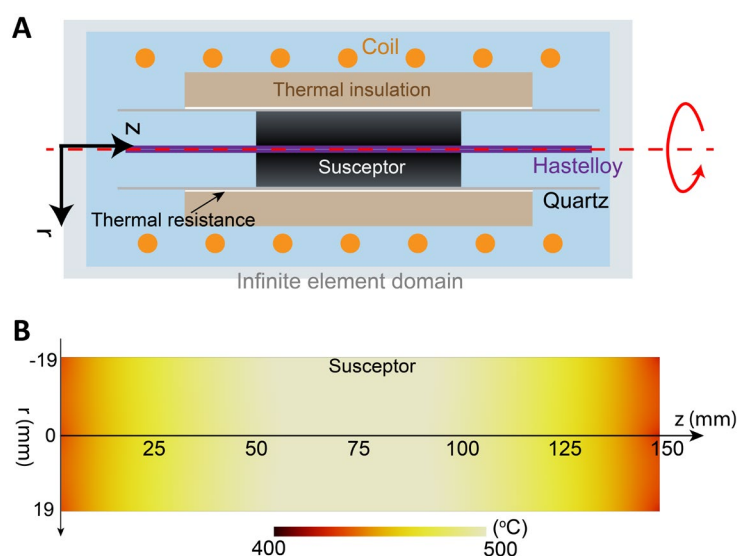 A
Coil
Thermal insulation
z
Susceptor
Hastelloy
Quartz
Thermal resistance
r
Infinite element domain
B
-19
Susceptor
r (mm)
z (mm)
0
25
50
75
100
125
150
19
(°C)
400
500